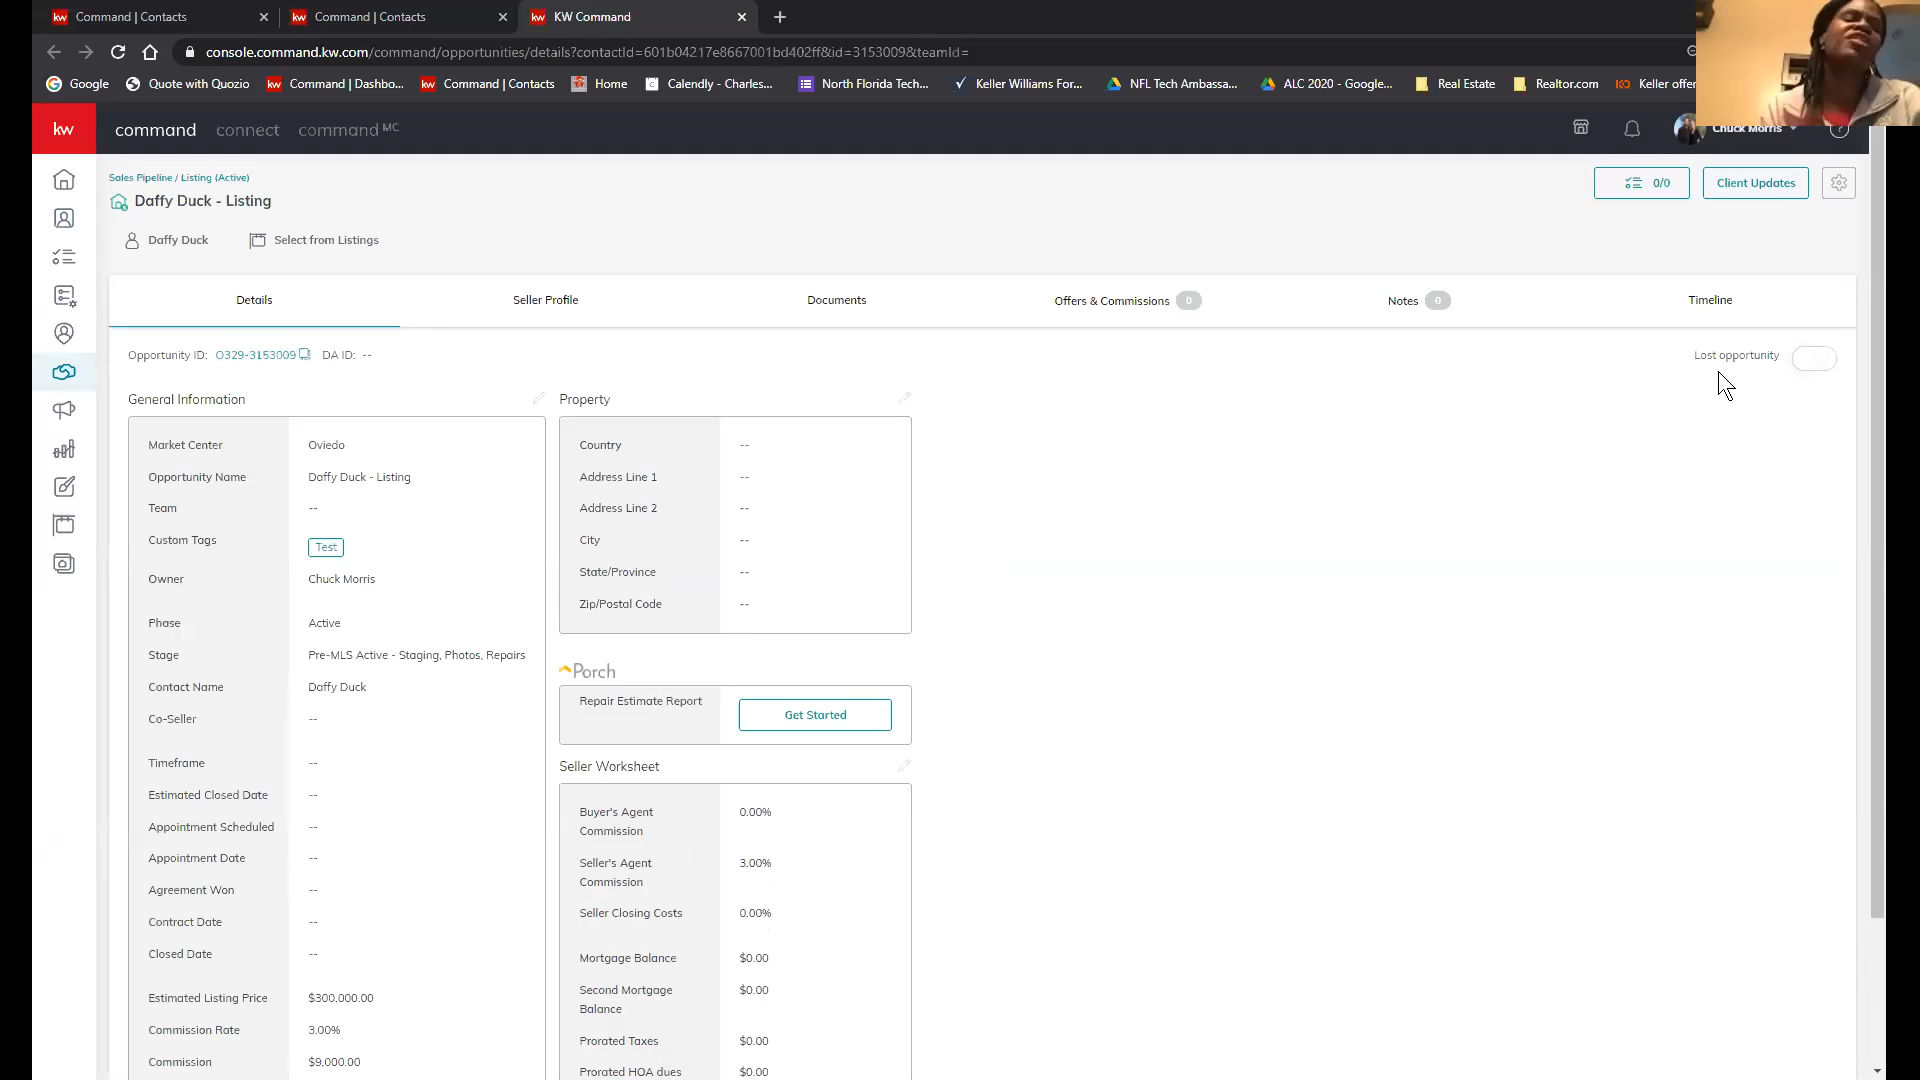 kw Command | Contacts
kw Command | Contacts
kw KW Command
console.command.kw.com/command/opportunities/details?contactId=601b04217e8667001bd402ff&id=3153009&teamId=
Google
Quote with Quozio
kw Command | Dashbo...
kw Command | Contacts
Home
Calendly - Charles...
North Florida Tech...
Keller Williams For...
NFL Tech Ambassa...
ALC 2020 - Google...
Real Estate
Realtor.com
KO Keller offer
kw command connect command MC
Chuck Morris
Sales Pipeline / Listing (Active)
Daffy Duck - Listing
0/0
Client Updates
Daffy Duck
Select from Listings
Details
Seller Profile
Documents
Offers & Commissions 0
Notes 0
Timeline
Opportunity ID: O329-3153009 DA ID: --
Lost opportunity
General Information
Market Center Oviedo
Opportunity Name Daffy Duck - Listing
Team --
Custom Tags Test
Owner Chuck Morris
Phase Active
Stage Pre-MLS Active - Staging, Photos, Repairs
Contact Name Daffy Duck
Co-Seller --
Timeframe --
Estimated Closed Date --
Appointment Scheduled --
Appointment Date --
Agreement Won --
Contract Date --
Closed Date --
Estimated Listing Price $300,000.00
Commission Rate 3.00%
Commission $9,000.00
Property
Country --
Address Line 1 --
Address Line 2 --
City --
State/Province --
Zip/Postal Code --
Porch
Repair Estimate Report Get Started
Seller Worksheet
Buyer's Agent
Commission
0.00%
Seller's Agent
Commission
3.00%
Seller Closing Costs 0.00%
Mortgage Balance $0.00
Second Mortgage
Balance
$0.00
Prorated Taxes $0.00
Prorated HOA dues $0.00